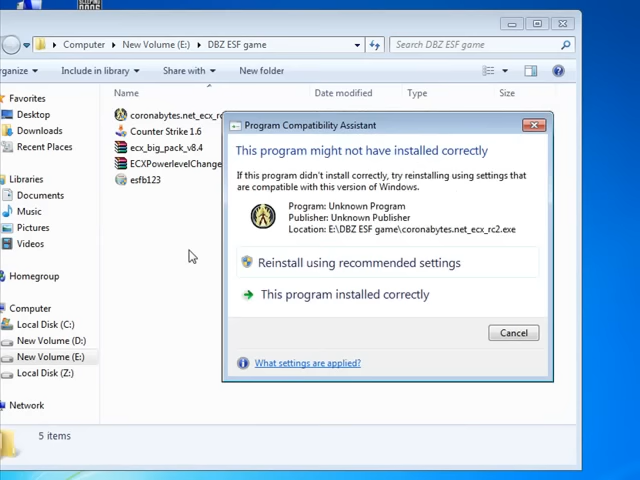 Computer
New Volume (E:)
DBZ ESF game
Search DBZ ESF game
rganize
Include in library
Share with
New folder
Name
Date modified
Type
Size
Favorites
Desktop
Downloads
Recent Places
Libraries
Documents
Music
Pictures
Videos
Homegroup
Computer
Local Disk (C:)
New Volume (D:)
New Volume (E:)
Local Disk (Z:)
Network
coronabytes.net_ecx_rc
Counter Strike 1.6
ecx_big_pack_v8.4
ECXPowerlevelChange
esfb123
Program Compatibility Assistant
This program might not have installed correctly
If this program didn't install correctly, try reinstalling using settings that
are compatible with this version of Windows.
Program: Unknown Program
Publisher: Unknown Publisher
Location: E:\DBZ ESF game\coronabytes.net_ecx_rc2.exe
Reinstall using recommended settings
This program installed correctly
Cancel
What settings are applied?
5 items